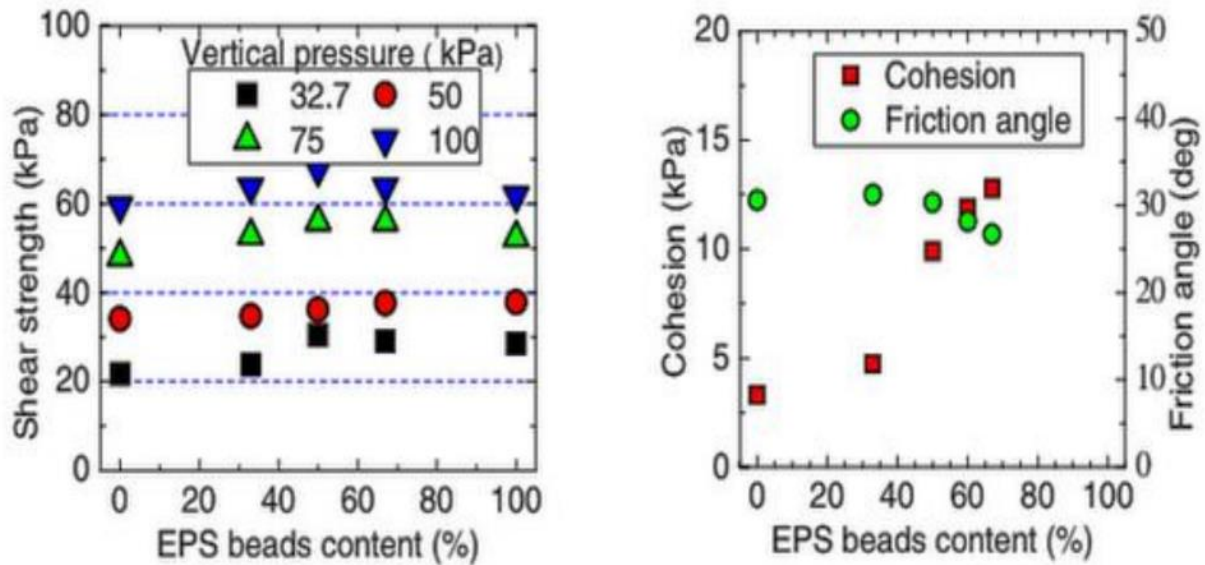 100
80
60
40
20
0
Shear strength (kPa)
Vertical pressure ( kPa)
32.7 50
75 100
0 20 40 60 80 100
EPS beads content (%)
20
15
10
5
0
Cohesion (kPa)
Cohesion
Friction angle
50
40
30
20
10
0
Friction angle (deg)
0 20 40 60 80 100
EPS beads content (%)